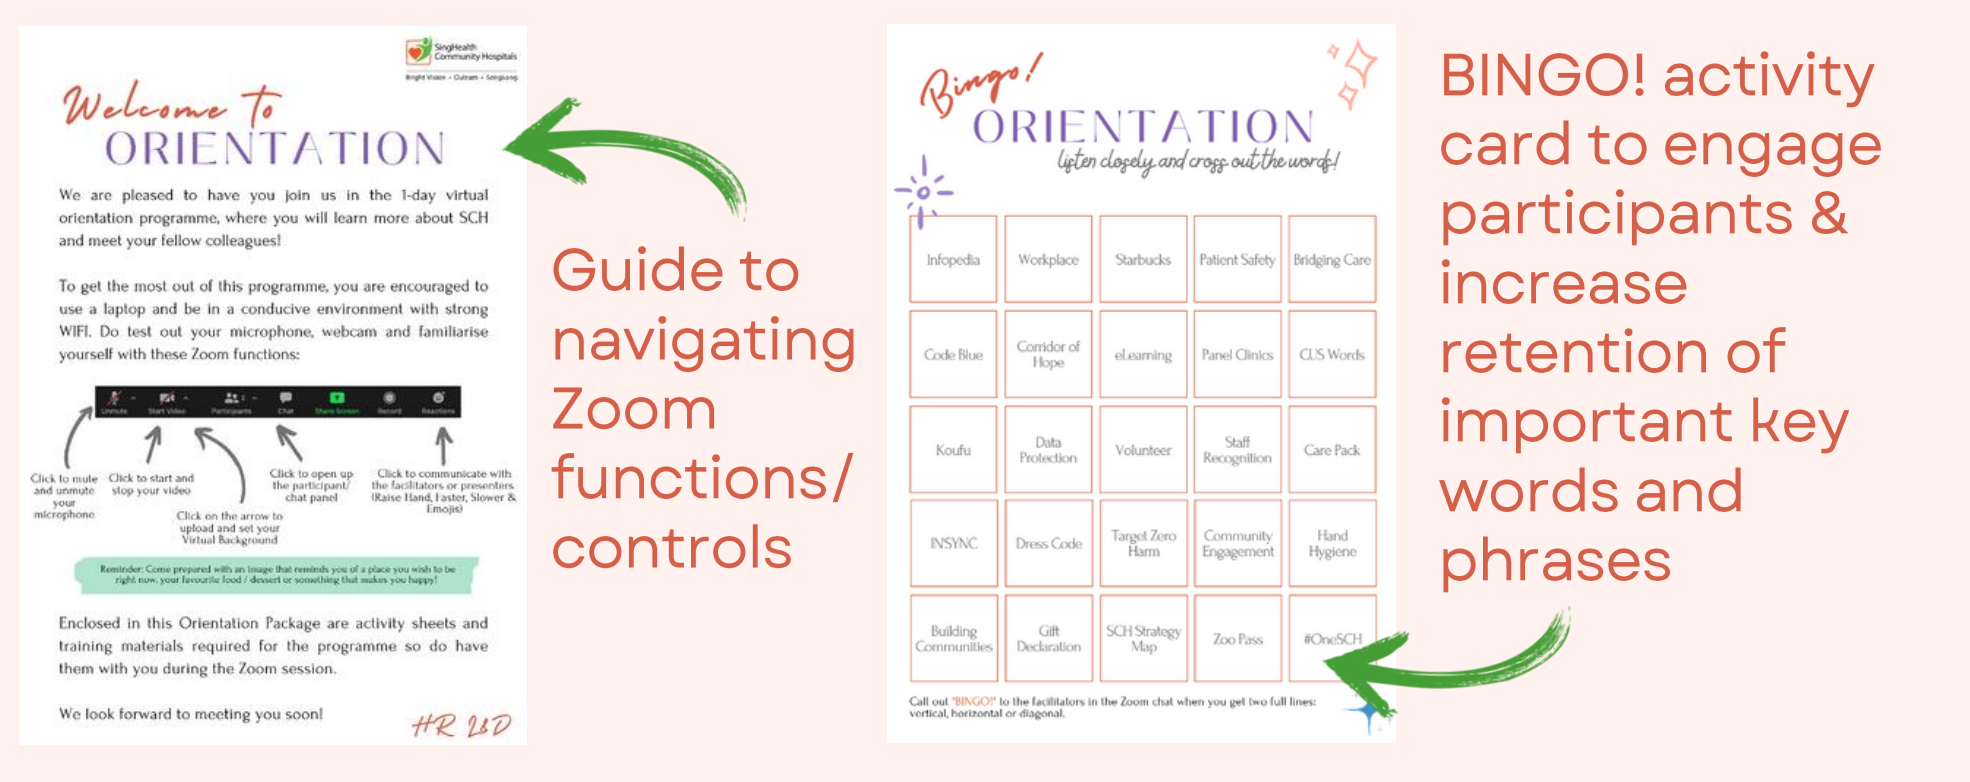 SingHealth
Community Hospitals
Bright Vision • Outram • Sengkang
Welcome To
ORIENTATION
We are pleased to have you join us in the 1-day virtual
orientation programme, where you will learn more about SCH
and meet your fellow colleagues!
To get the most out of this programme, you are encouraged to
use a laptop and be in a conducive environment with strong
WIFI. Do test out your microphone, webcam and familiarise
yourself with these Zoom functions:
Unmute
Start Video
Participants
Chat
Share Screen
Record
Reactions
Click to mute
and unmute
your
microphone
Click to start and
stop your video
Click on the arrow to
upload and set your
Virtual Background
Click to open up
the participant/
chat panel
Click to communicate with
the facilitators or presenters
(Raise Hand, Faster, Slower &
Emojis)
Reminder: Come prepared with an image that reminds you of a place you wish to be
right now, your favourite food / dessert or something that makes you happy!
Enclosed in this Orientation Package are activity sheets and
training materials required for the programme so do have
them with you during the Zoom session.
We look forward to meeting you soon!
HR L&D
Guide to
navigating
Zoom
functions/
controls
Bingo!
ORIENTATION
listen closely and cross out the words!
Infopedia
Workplace
Starbucks
Patient Safety
Bridging Care
Code Blue
Corridor of
Hope
eLearning
Panel Clinics
CUS Words
Koufu
Data
Protection
Volunteer
Staff
Recognition
Care Pack
INSYNC
Dress Code
Target Zero
Harm
Community
Engagement
Hand
Hygiene
Building
Communities
Gift
Declaration
SCH Strategy
Map
Zoo Pass
#OneSCH
Call out "BINGO!" to the facilitators in the Zoom chat when you get two full lines:
vertical, horizontal or diagonal.
BINGO! activity
card to engage
participants &
increase
retention of
important key
words and
phrases